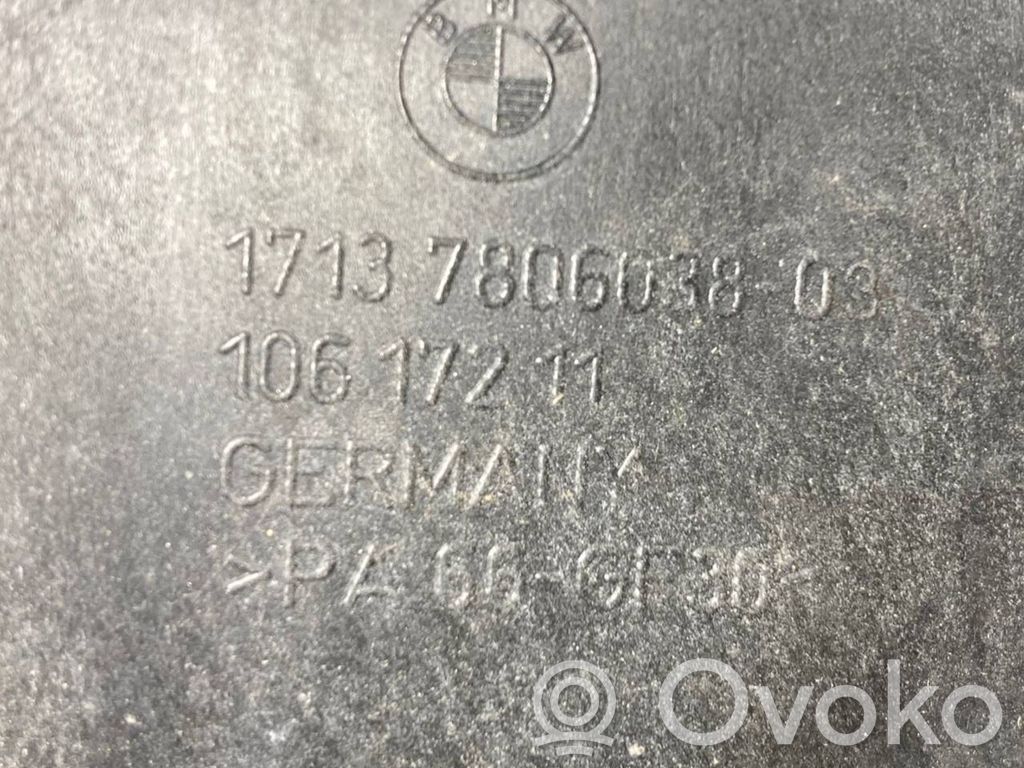 BMW
1713 7806038-03
106 172 11
GERMANY
>PA 66-GF30<
Ovoko